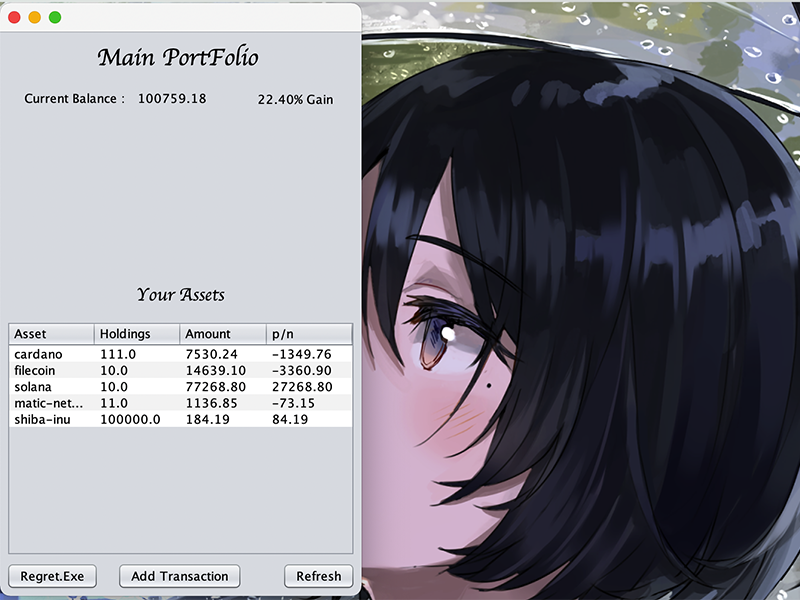 Main PortFolio
Current Balance : 100759.18 22.40% Gain
Your Assets
Asset Holdings Amount p/n
cardano 111.0 7530.24 -1349.76
filecoin 10.0 14639.10 -3360.90
solana 10.0 77268.80 27268.80
matic-net... 11.0 1136.85 -73.15
shiba-inu 100000.0 184.19 84.19
Regret.Exe Add Transaction Refresh